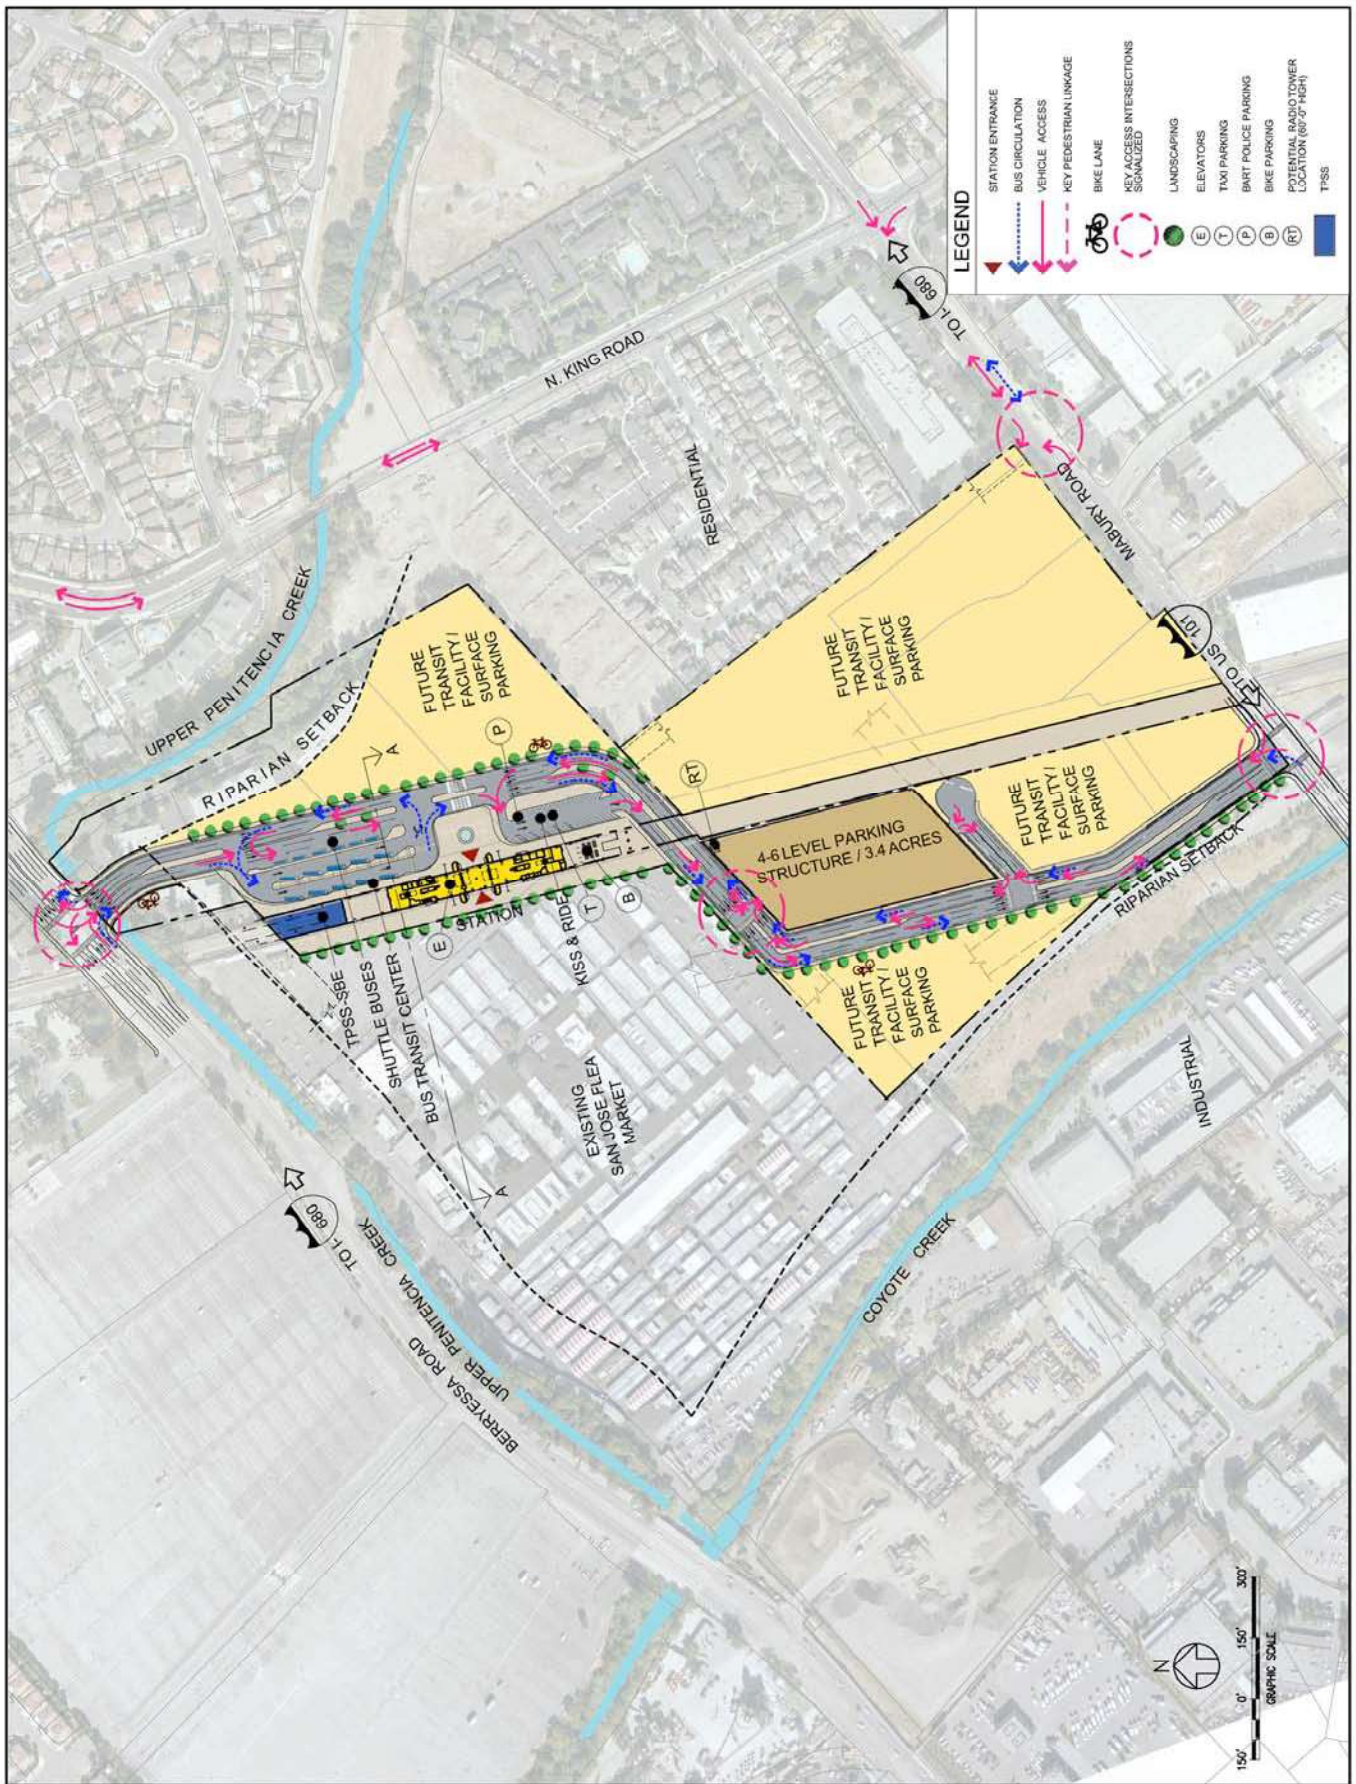 UPPER PENITENCIA CREEK
RIPARIAN SETBACK
N. KING ROAD
RESIDENTIAL
TO I-
680
MABURY ROAD
101
TO US
FUTURE
TRANSIT
FACILITY/
SURFACE
PARKING
FUTURE
TRANSIT
FACILITY/
SURFACE
PARKING
FUTURE
TRANSIT
FACILITY/
SURFACE
PARKING
FUTURE
TRANSIT
FACILITY/
SURFACE
PARKING
A
P
RT
4-6 LEVEL PARKING
STRUCTURE / 3.4 ACRES
RIPARIAN SETBACK
TPSS-SBE
SHUTTLE BUSES
BUS TRANSIT CENTER
E
STATION
KISS & RIDE
T
B
A
EXISTING
SAN JOSE FLEA
MARKET
INDUSTRIAL
COYOTE CREEK
TO I-
680
UPPER PENITENCIA CREEK
BERRYESSA ROAD
LEGEND
STATION ENTRANCE
BUS CIRCULATION
VEHICLE ACCESS
KEY PEDESTRIAN LINKAGE
BIKE LANE
KEY ACCESS INTERSECTIONS
SIGNALIZED
LANDSCAPING
E ELEVATORS
T TAXI PARKING
P BART POLICE PARKING
B BIKE PARKING
RT POTENTIAL RADIO TOWER
LOCATION (60'-0" HIGH)
TPSS
N
150' 0' 150' 300'
GRAPHIC SCALE